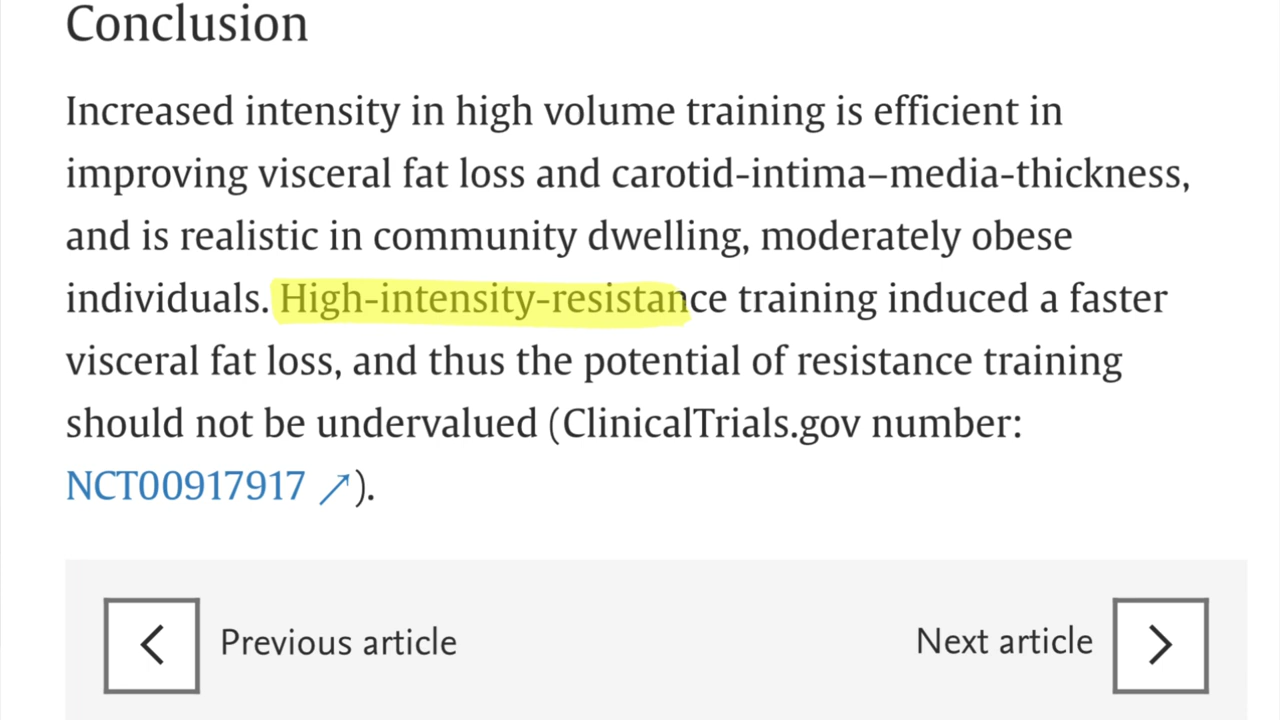 Conclusion
Increased intensity in high volume training is efficient in
improving visceral fat loss and carotid-intima–media-thickness,
and is realistic in community dwelling, moderately obese
individuals. High-intensity-resistance training induced a faster
visceral fat loss, and thus the potential of resistance training
should not be undervalued (ClinicalTrials.gov number:
NCT00917917 ↗).
Previous article
Next article